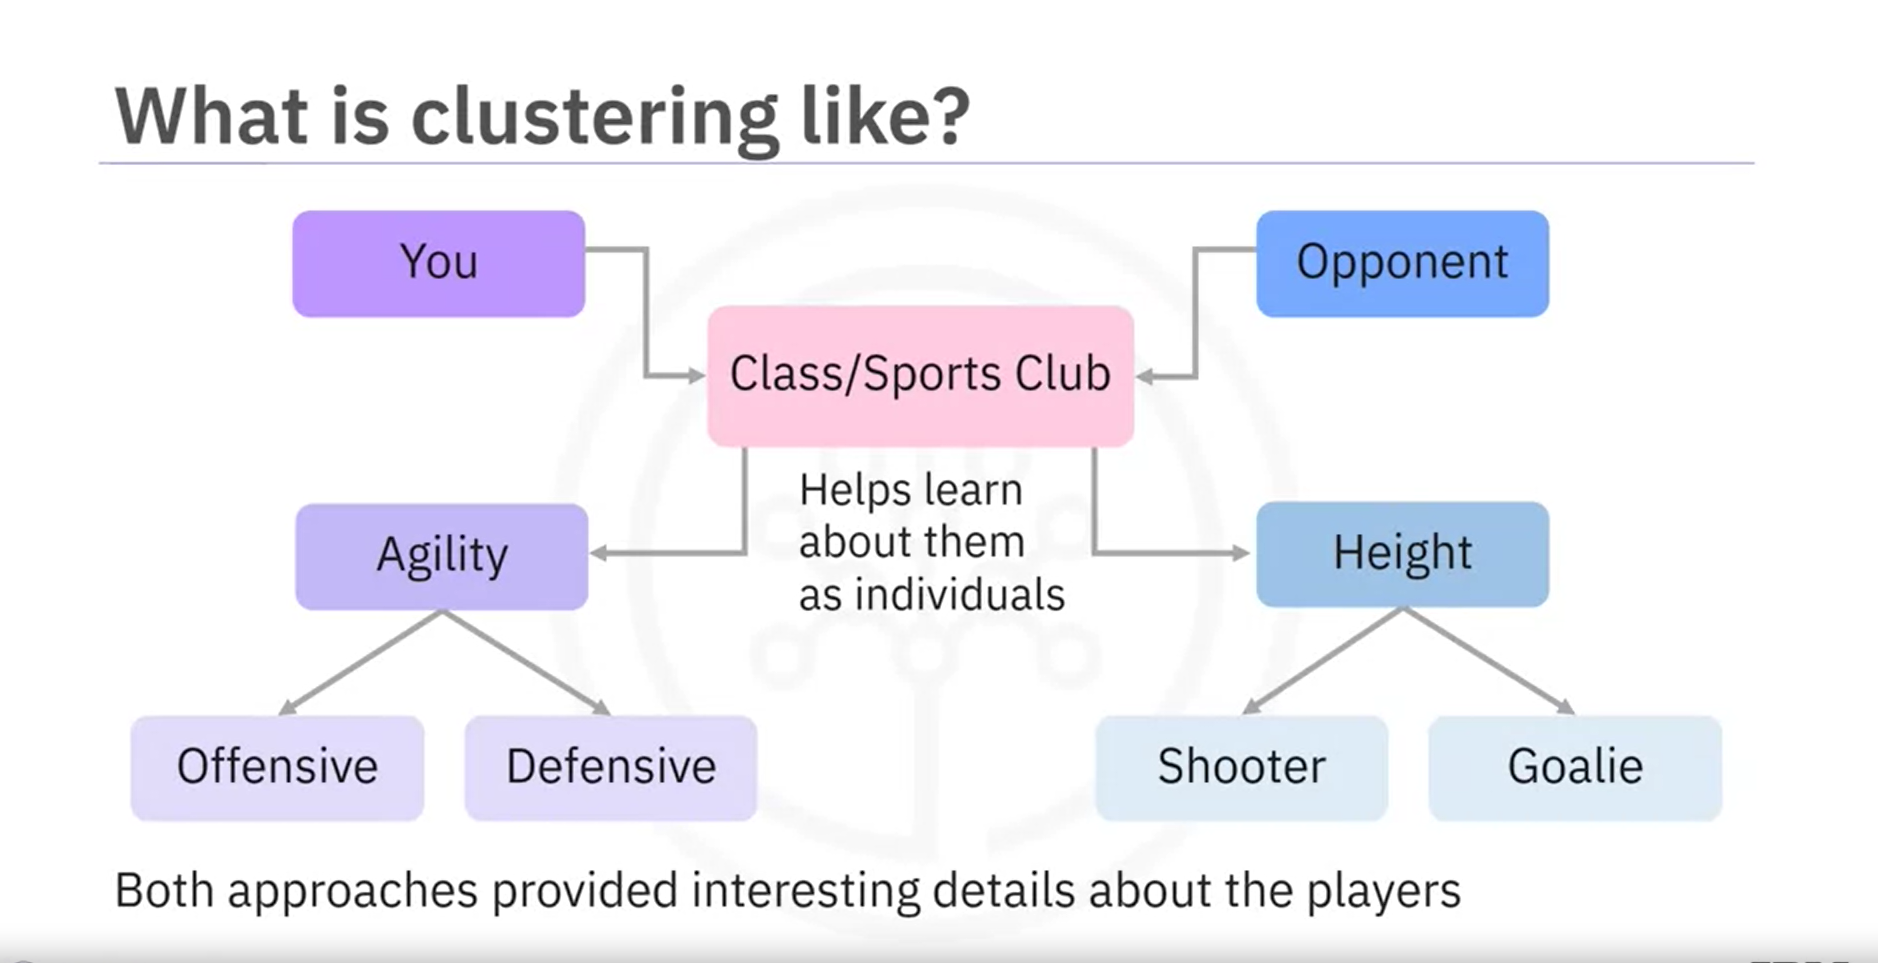 What is clustering like?
You
Opponent
Class/Sports Club
Helps learn
about them
as individuals
Agility
Height
Offensive
Defensive
Shooter
Goalie
Both approaches provided interesting details about the players